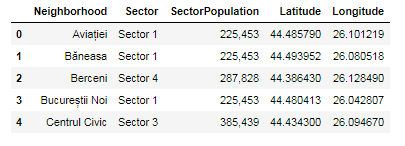 Neighborhood Sector SectorPopulation Latitude Longitude
0 Aviației Sector 1 225,453 44.485790 26.101219
1 Băneasa Sector 1 225,453 44.493952 26.080518
2 Berceni Sector 4 287,828 44.386430 26.128490
3 Bucureștii Noi Sector 1 225,453 44.480413 26.042807
4 Centrul Civic Sector 3 385,439 44.434300 26.094670